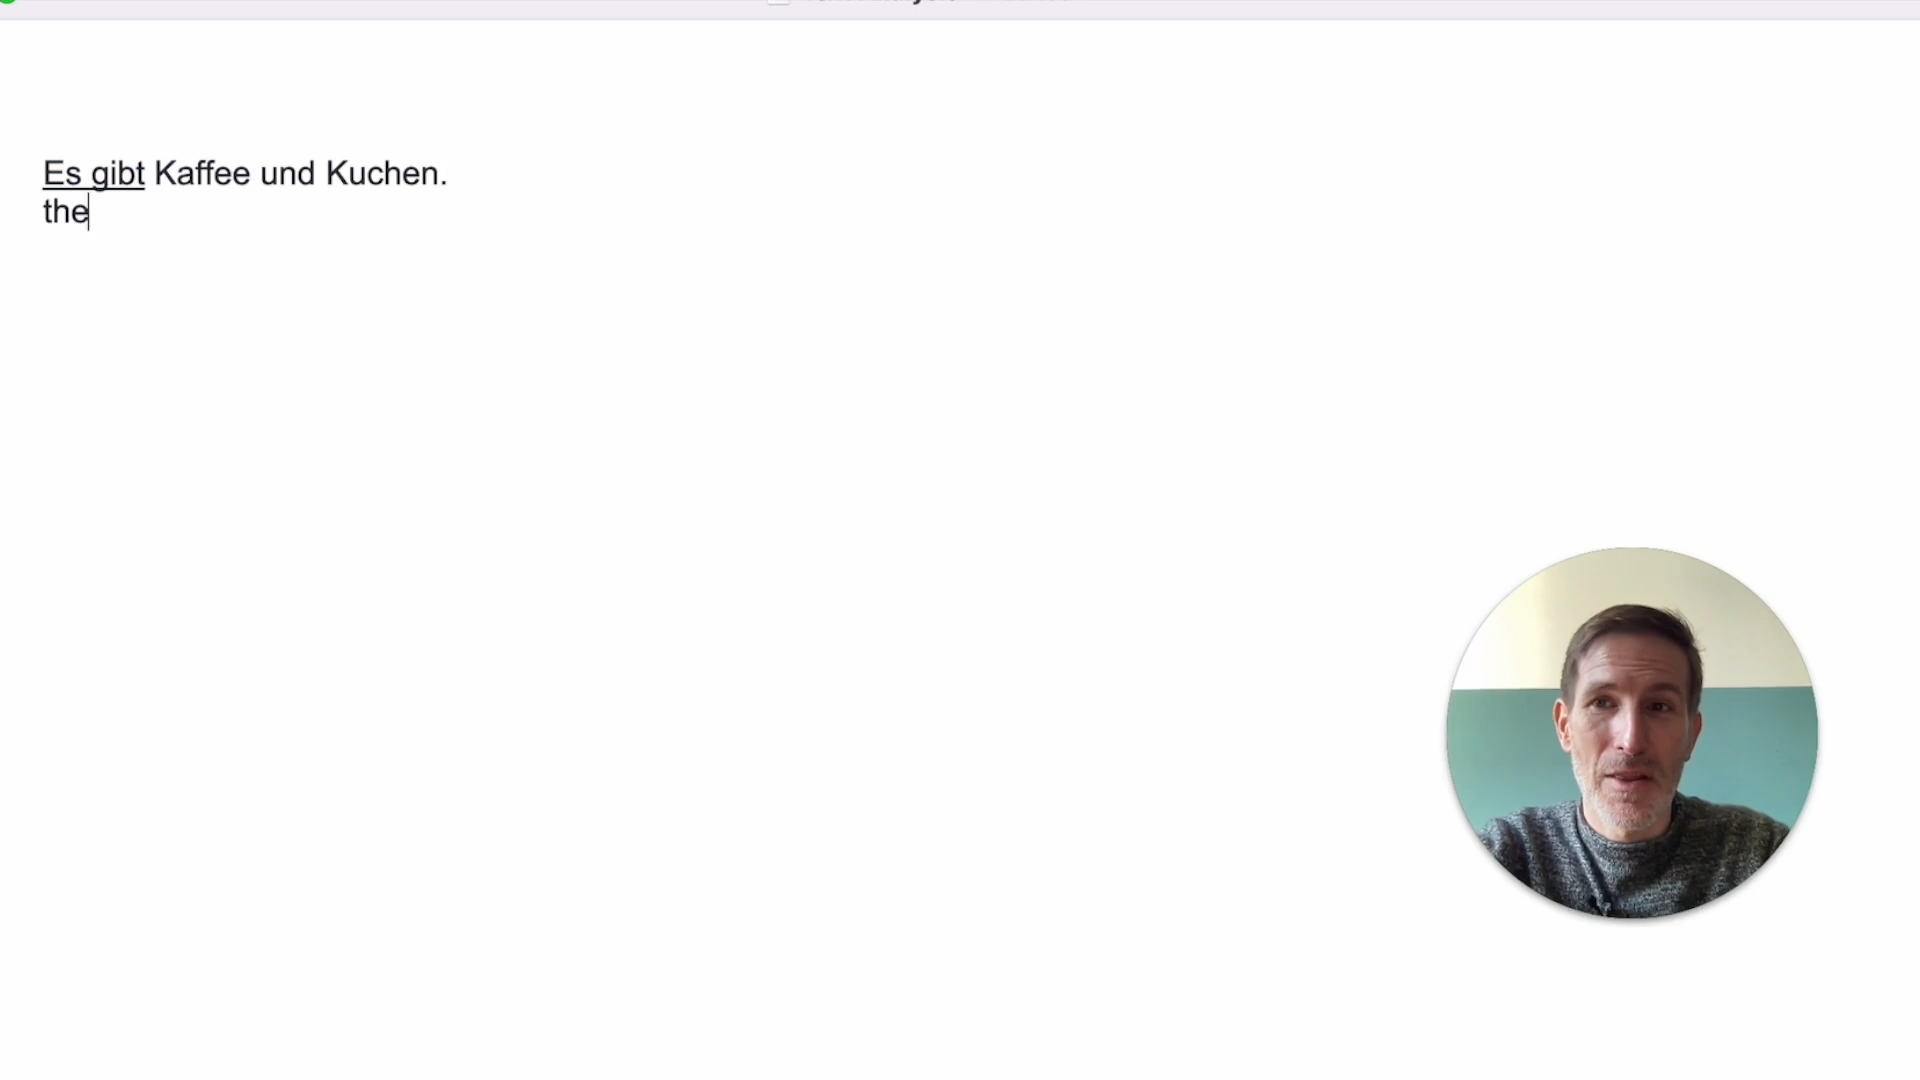 Es gibt Kaffee und Kuchen.
the